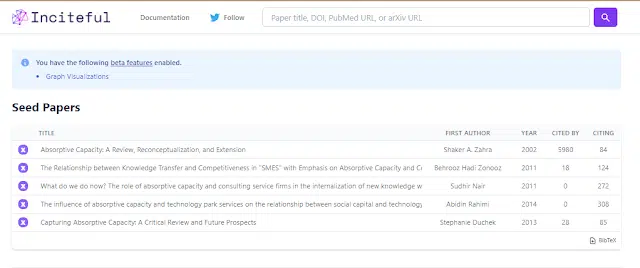 Inciteful
Documentation
Follow
Paper title, DOI, PubMed URL, or arXiv URL
You have the following beta features enabled.
• Graph Visualizations
Seed Papers
TITLE FIRST AUTHOR YEAR CITED BY CITING
x Absorptive Capacity: A Review, Reconceptualization, and Extension Shaker A. Zahra 2002 5980 84
x The Relationship between Knowledge Transfer and Competitiveness in "SMES" with Emphasis on Absorptive Capacity and Co Behrooz Hadi Zonooz 2011 18 124
x What do we do now? The role of absorptive capacity and consulting service firms in the internalization of new knowledge w Sudhir Nair 2011 0 272
x The influence of absorptive capacity and technology park services on the relationship between social capital and technology Abidin Rahimi 2014 0 308
x Capturing Absorptive Capacity: A Critical Review and Future Prospects Stephanie Duchek 2013 28 85
BibTeX